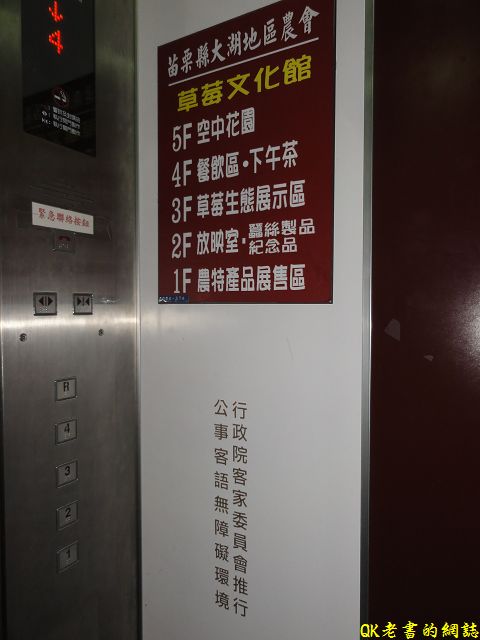 4
緊急聯絡按鈕
R
4
3
2
1
苗栗縣大湖地區農會
草莓文化館
5F 空中花園
4F 餐飲區·下午茶
3F 草莓生態展示區
2F 放映室·蠶絲製品 紀念品
1F 農特產品展售區
行政院客家委員會推行
公事客語無障礙環境
QK老書的網誌